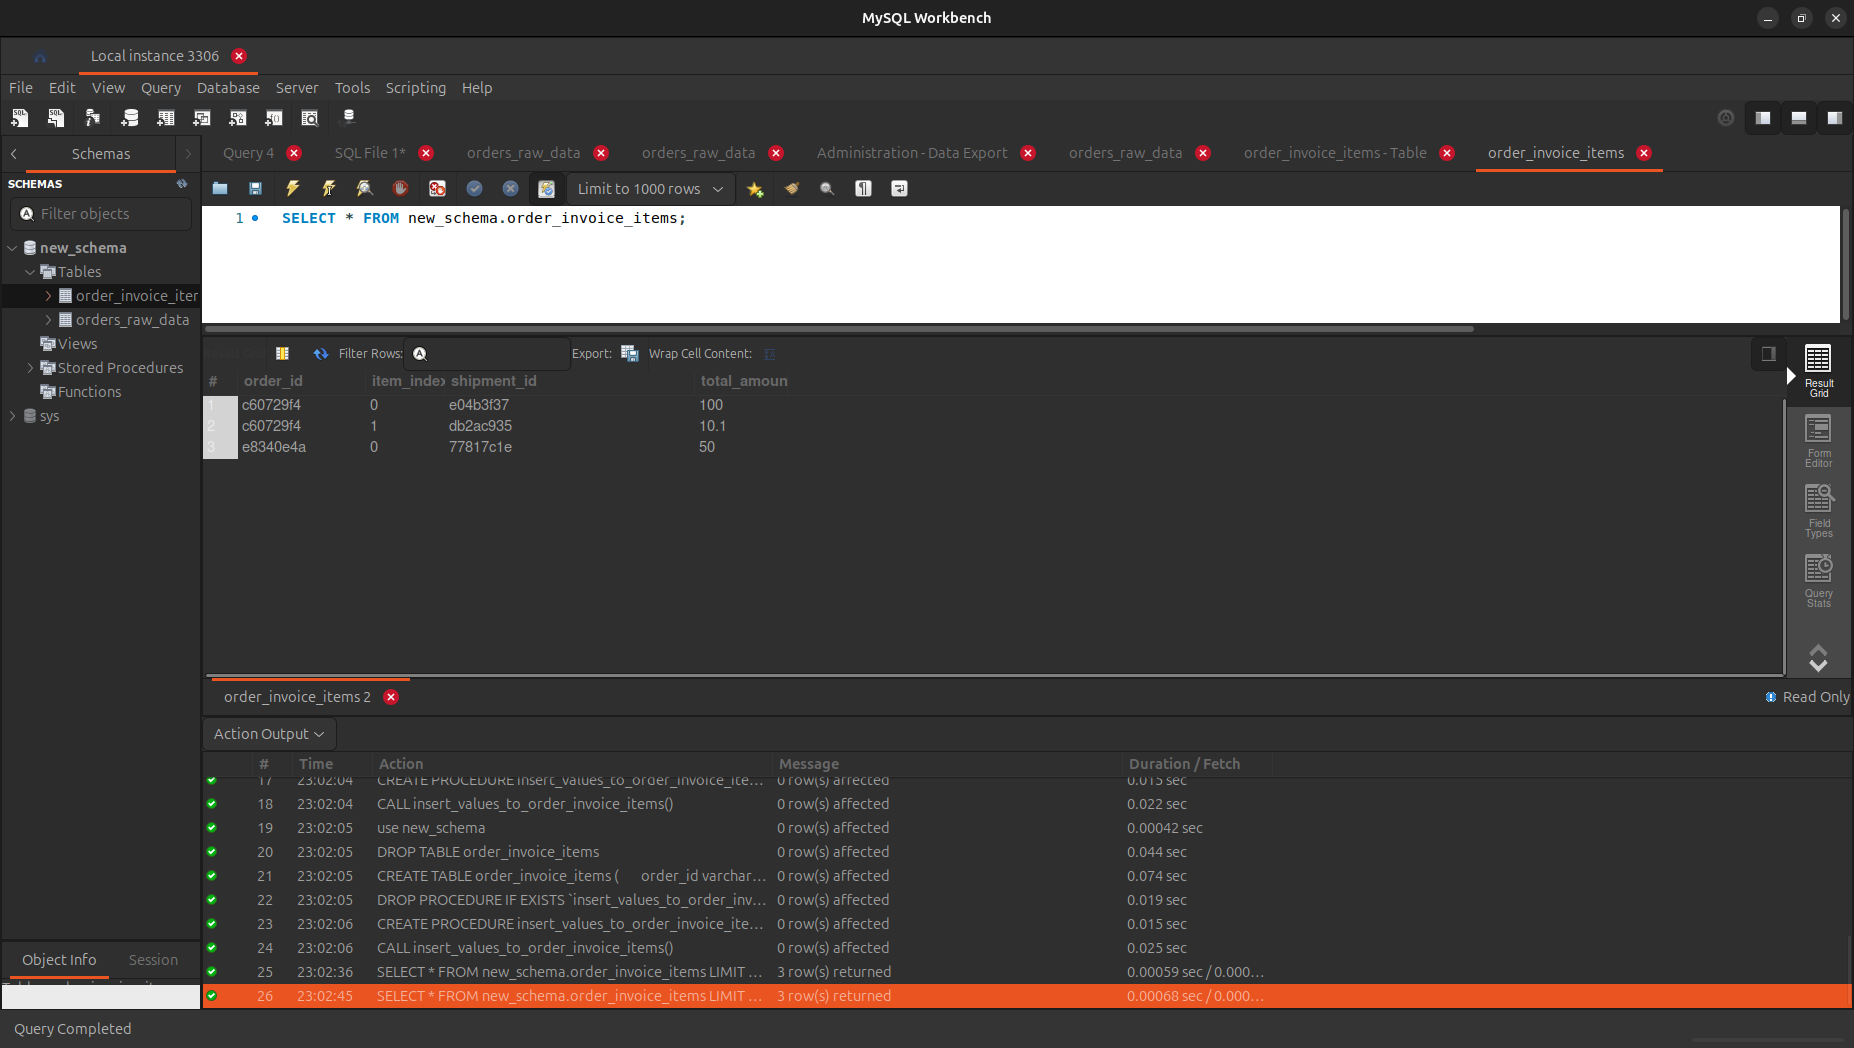 MySQL Workbench
Local instance 3306
File Edit View Query Database Server Tools Scripting Help
Schemas
Query 4 SQL File 1* orders_raw_data orders_raw_data Administration - Data Export orders_raw_data order_invoice_items - Table order_invoice_items
SCHEMAS
Limit to 1000 rows
Filter objects
1 SELECT * FROM new_schema.order_invoice_items;
new_schema
Tables
order_invoice_iter
orders_raw_data
Views
Stored Procedures
Functions
sys
Filter Rows: Export: Wrap Cell Content:
# order_id item_index shipment_id total_amoun
1 c60729f4 0 e04b3f37 100
2 c60729f4 1 db2ac935 10.1
3 e8340e4a 0 77817c1e 50
Result
Grid
Form
Editor
Field
Types
Query
Stats
order_invoice_items 2
Read Only
Action Output
# Time Action Message Duration / Fetch
17 23:02:04 CREATE PROCEDURE insert_values_to_order_invoice_ite... 0 row(s) affected 0.015 sec
18 23:02:04 CALL insert_values_to_order_invoice_items() 0 row(s) affected 0.022 sec
19 23:02:05 use new_schema 0 row(s) affected 0.00042 sec
20 23:02:05 DROP TABLE order_invoice_items 0 row(s) affected 0.044 sec
21 23:02:05 CREATE TABLE order_invoice_items ( order_id varchar... 0 row(s) affected 0.074 sec
22 23:02:05 DROP PROCEDURE IF EXISTS `insert_values_to_order_inv... 0 row(s) affected 0.019 sec
23 23:02:06 CREATE PROCEDURE insert_values_to_order_invoice_ite... 0 row(s) affected 0.015 sec
24 23:02:06 CALL insert_values_to_order_invoice_items() 0 row(s) affected 0.025 sec
25 23:02:36 SELECT * FROM new_schema.order_invoice_items LIMIT ... 3 row(s) returned 0.00059 sec / 0.000...
26 23:02:45 SELECT * FROM new_schema.order_invoice_items LIMIT ... 3 row(s) returned 0.00068 sec / 0.000...
Object Info Session
Query Completed